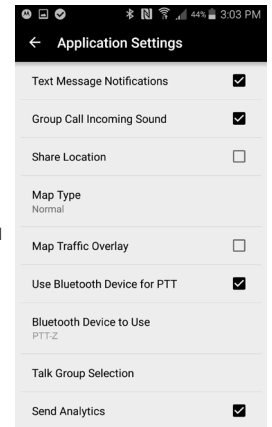 44% 3:03 PM
Application Settings
Text Message Notifications
Group Call Incoming Sound
Share Location
Map Type
Normal
Map Traffic Overlay
Use Bluetooth Device for PTT
Bluetooth Device to Use
PTT-Z
Talk Group Selection
Send Analytics